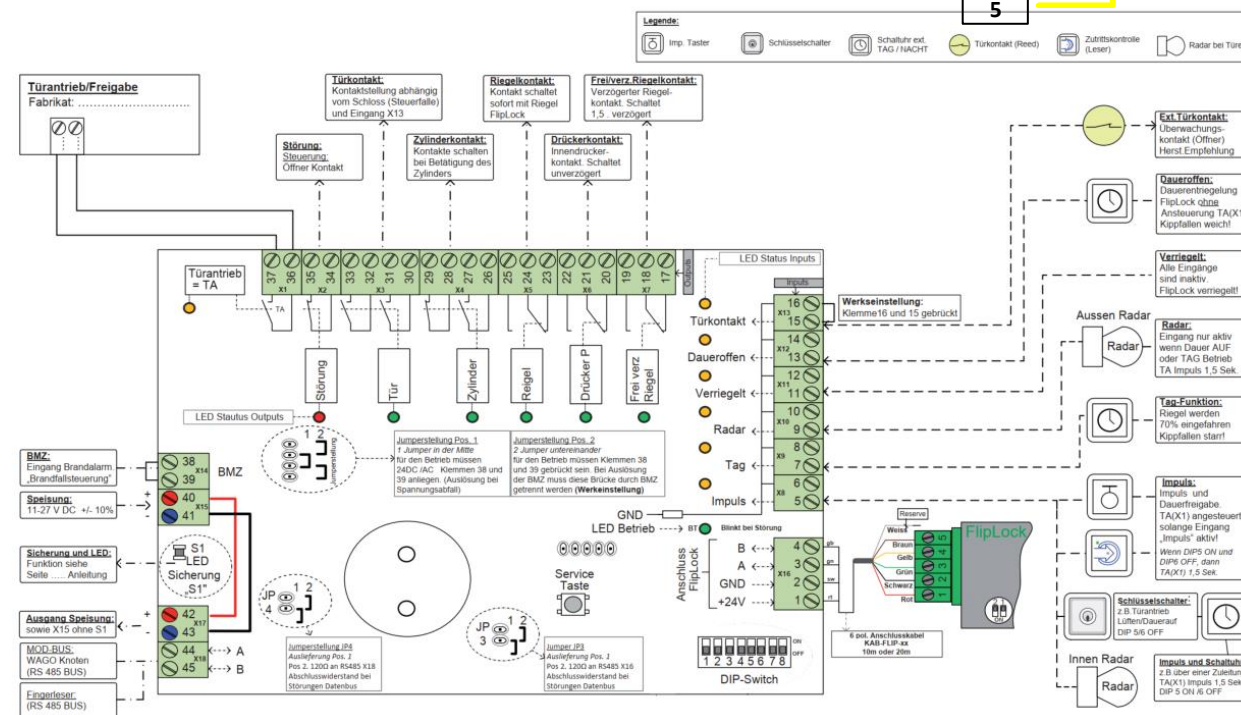 5
Legende:
Imp. Taster
Schlüsselschalter
Schaltuhr ext.
TAG / NACHT
Türkontakt (Reed)
Zutrittskontrolle
(Leser)
Radar bei Türe
Türantrieb/Freigabe
Fabrikat: ................................
Störung:
Steuerung:
Öffner Kontakt
Türkontakt:
Kontaktstellung abhängig
vom Schloss (Steuerfalle)
und Eingang X13
Zylinderkontakt:
Kontakte schalten
bei Betätigung des
Zylinders
Riegelkontakt:
Kontakt schaltet
sofort mit Riegel
FlipLock
Drückerkontakt:
Innendrücker-
kontakt. Schaltet
unverzögert
Frei/verz.Riegelkontakt:
Verzögerter Riegel-
kontakt. Schaltet
1,5 . verzögert
37 36 35 34 33 32 31 30 29 28 27 26 25 24 23 22 21 20 19 18 17
X1 X2 X3 X4 X5 X6 X7
Outputs
Türantrieb
= TA
TA
Störung
Tür
Zylinder
Reigel
Drücker P
Frei verz
Riegel
LED Stautus Outputs
LED Status Inputs
Inputs
Türkontakt
Daueroffen
Verriegelt
Radar
Tag
Impuls
16
X13
15
14
X12
13
12
X11
11
10
X10
9
8
X9
7
6
X8
5
Werkseinstellung:
Klemme16 und 15 gebrückt
Ext.Türkontakt:
Überwachungs-
kontakt (Öffner)
Herst.Empfehlung
Daueroffen:
Dauerentriegelung
FlipLock ohne
Ansteuerung TA(X1
Kippfallen weich!
Verriegelt:
Alle Eingänge
sind inaktiv.
FlipLock verriegelt!
Aussen Radar
Radar
Radar:
Eingang nur aktiv
wenn Dauer AUF
oder TAG Betrieb
TA Impuls 1,5 Sek.
Tag-Funktion:
Riegel werden
70% eingefahren
Kippfallen starr!
Impuls:
Impuls und
Dauerfreigabe.
TA(X1) angesteuert
solange Eingang
„Impuls" aktiv!
Wenn DIP5 ON und
DIP6 OFF, dann
TA(X1) 1,5 Sek.
Schlüsselschalter:
z.B.Türantrieb
Lüften/Dauerauf
DIP 5/6 OFF
Innen Radar
Radar
Impuls und Schaltuhr
z.B.über einer Zuleitun
TA(X1) Impuls 1,5 Sek
DIP 5 ON /6 OFF
1 2
Jumperstellung
Jumperstellung Pos. 1
1 Jumper in der Mitte
für den Betrieb müssen
24DC /AC Klemmen 38 und
39 anliegen. (Auslösung bei
Spannungsabfall)
Jumperstellung Pos. 2
2 Jumper untereinander
für den Betrieb müssen Klemmen 38
und 39 gebrückt sein. Bei Auslösung
der BMZ muss diese Brücke durch BMZ
getrennt werden (Werkeinstellung)
BMZ:
Eingang Brandalarm.
„Brandfallsteuerung"
Speisung:
11-27 V DC +/- 10%
Sicherung und LED:
Funktion siehe
Seite ..... Anleitung
Ausgang Speisung:
sowie X15 ohne S1
MOD-BUS:
WAGO Knoten
(RS 485 BUS)
Fingerleser:
(RS 485 BUS)
38
X14
39
BMZ
+ 40
X15
- 41
S1
LED
Sicherung
„S1"
+ 42
X17
- 43
44 A
X18
45 B
JP
4
1 2
Jumperstellung JP4
Auslieferung Pos. 1
Pos 2. 120Ω an RS485 X18
Abschlusswiderstand bei
Störungen Datenbus
JP
3
1 2
Jumper JP3
Auslieferung Pos. 1
Pos 2. 120Ω an RS485 X16
Abschlusswiderstand bei
Störungen Datenbus
Service
Taste
GND
LED Betrieb BT Blinkt bei Störung
Anschluss
FlipLock
B
A
GND
+24V
4
3
X16
2
1
gb
gn
sw
rt
ON
OFF
1 2 3 4 5 6 7 8
DIP-Switch
Reserve
Weiss
Braun
Gelb
Grün
Schwarz
Rot
5
4
3
2
1
FlipLock
ON
6 pol. Anschlusskabel
KAB-FLIP-xx
10m oder 20m